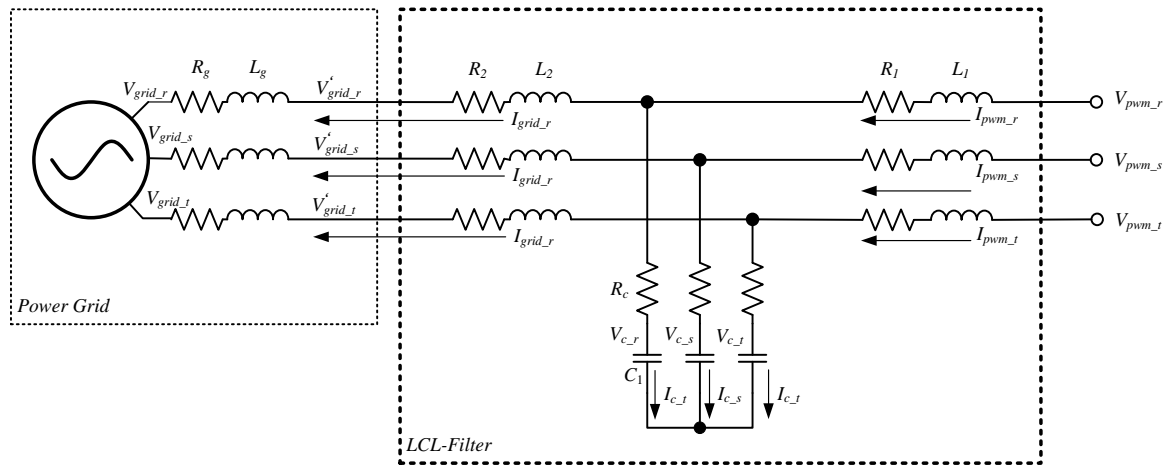 R_g L_g
V_grid_r V'_grid_r
R_2 L_2
R_1 L_1
V_pwm_r
I_grid_r
I_pwm_r
V_grid_s V'_grid_s
I_grid_r
I_pwm_s
V_pwm_s
V_grid_t V'_grid_t
I_grid_r
I_pwm_t
V_pwm_t
R_c
Power Grid
V_c_r V_c_s V_c_t
C_1
I_c_t I_c_s I_c_t
LCL-Filter